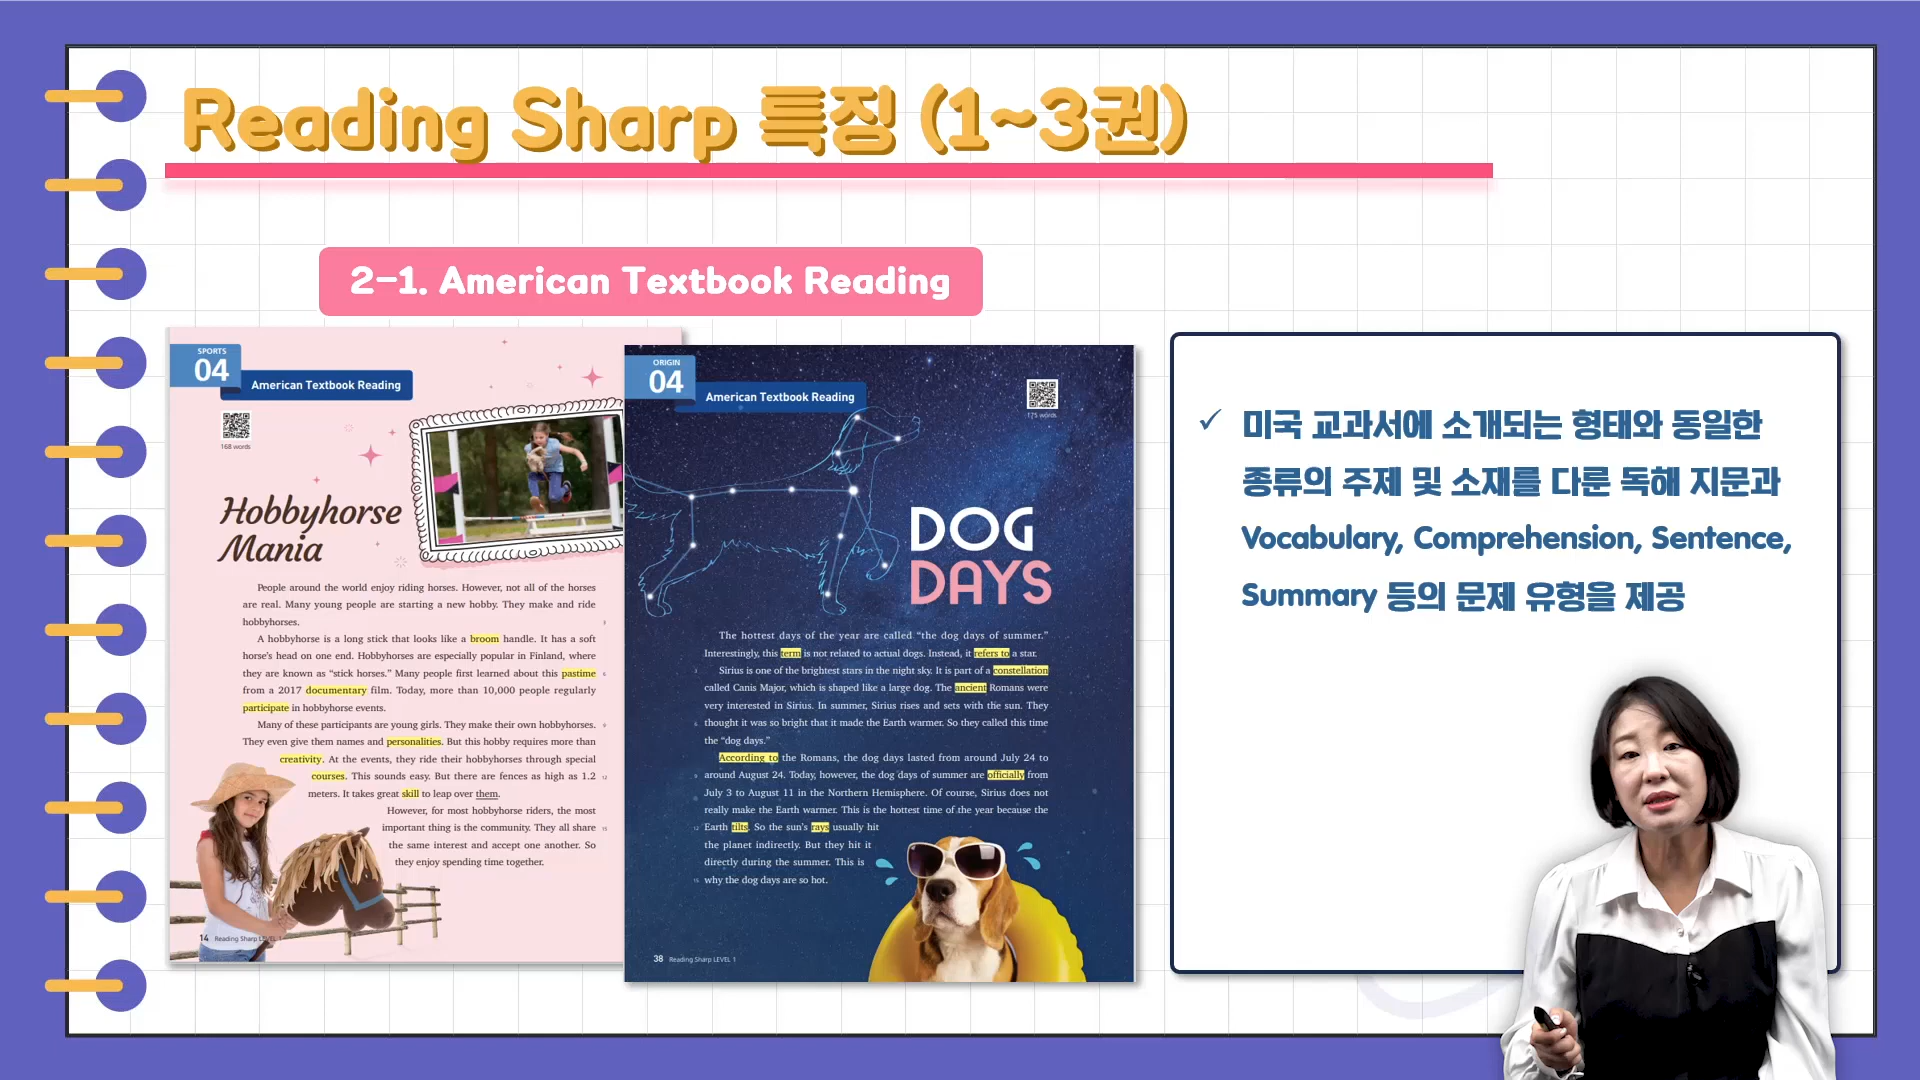 Reading Sharp 특징 (1~3권)
2-1. American Textbook Reading
SPORTS
04
American Textbook Reading
168 words
Hobbyhorse
Mania
People around the world enjoy riding horses. However, not all of the horses
are real. Many young people are starting a new hobby. They make and ride
hobbyhorses.
3
A hobbyhorse is a long stick that looks like a broom handle. It has a soft
horse's head on one end. Hobbyhorses are especially popular in Finland, where
they are known as “stick horses.” Many people first learned about this pastime
6
from a 2017 documentary film. Today, more than 10,000 people regularly
participate in hobbyhorse events.
Many of these participants are young girls. They make their own hobbyhorses.
9
They even give them names and personalities. But this hobby requires more than
creativity. At the events, they ride their hobbyhorses through special
courses. This sounds easy. But there are fences as high as 1.2
12
meters. It takes great skill to leap over them.
However, for most hobbyhorse riders, the most
important thing is the community. They all share
15
the same interest and accept one another. So
they enjoy spending time together.
14 Reading Sharp LEVEL 1
ORIGIN
04
American Textbook Reading
175 words
DOG
DAYS
The hottest days of the year are called “the dog days of summer.”
Interestingly, this term is not related to actual dogs. Instead, it refers to a star.
3
Sirius is one of the brightest stars in the night sky. It is part of a constellation
called Canis Major, which is shaped like a large dog. The ancient Romans were
very interested in Sirius. In summer, Sirius rises and sets with the sun. They
6
thought it was so bright that it made the Earth warmer. So they called this time
the “dog days.”
According to the Romans, the dog days lasted from around July 24 to
9
around August 24. Today, however, the dog days of summer are officially from
July 3 to August 11 in the Northern Hemisphere. Of course, Sirius does not
really make the Earth warmer. This is the hottest time of the year because the
12
Earth tilts. So the sun's rays usually hit
the planet indirectly. But they hit it
directly during the summer. This is
15
why the dog days are so hot.
38 Reading Sharp LEVEL 1
✓ 미국 교과서에 소개되는 형태와 동일한
종류의 주제 및 소재를 다룬 독해 지문과
Vocabulary, Comprehension, Sentence,
Summary 등의 문제 유형을 제공